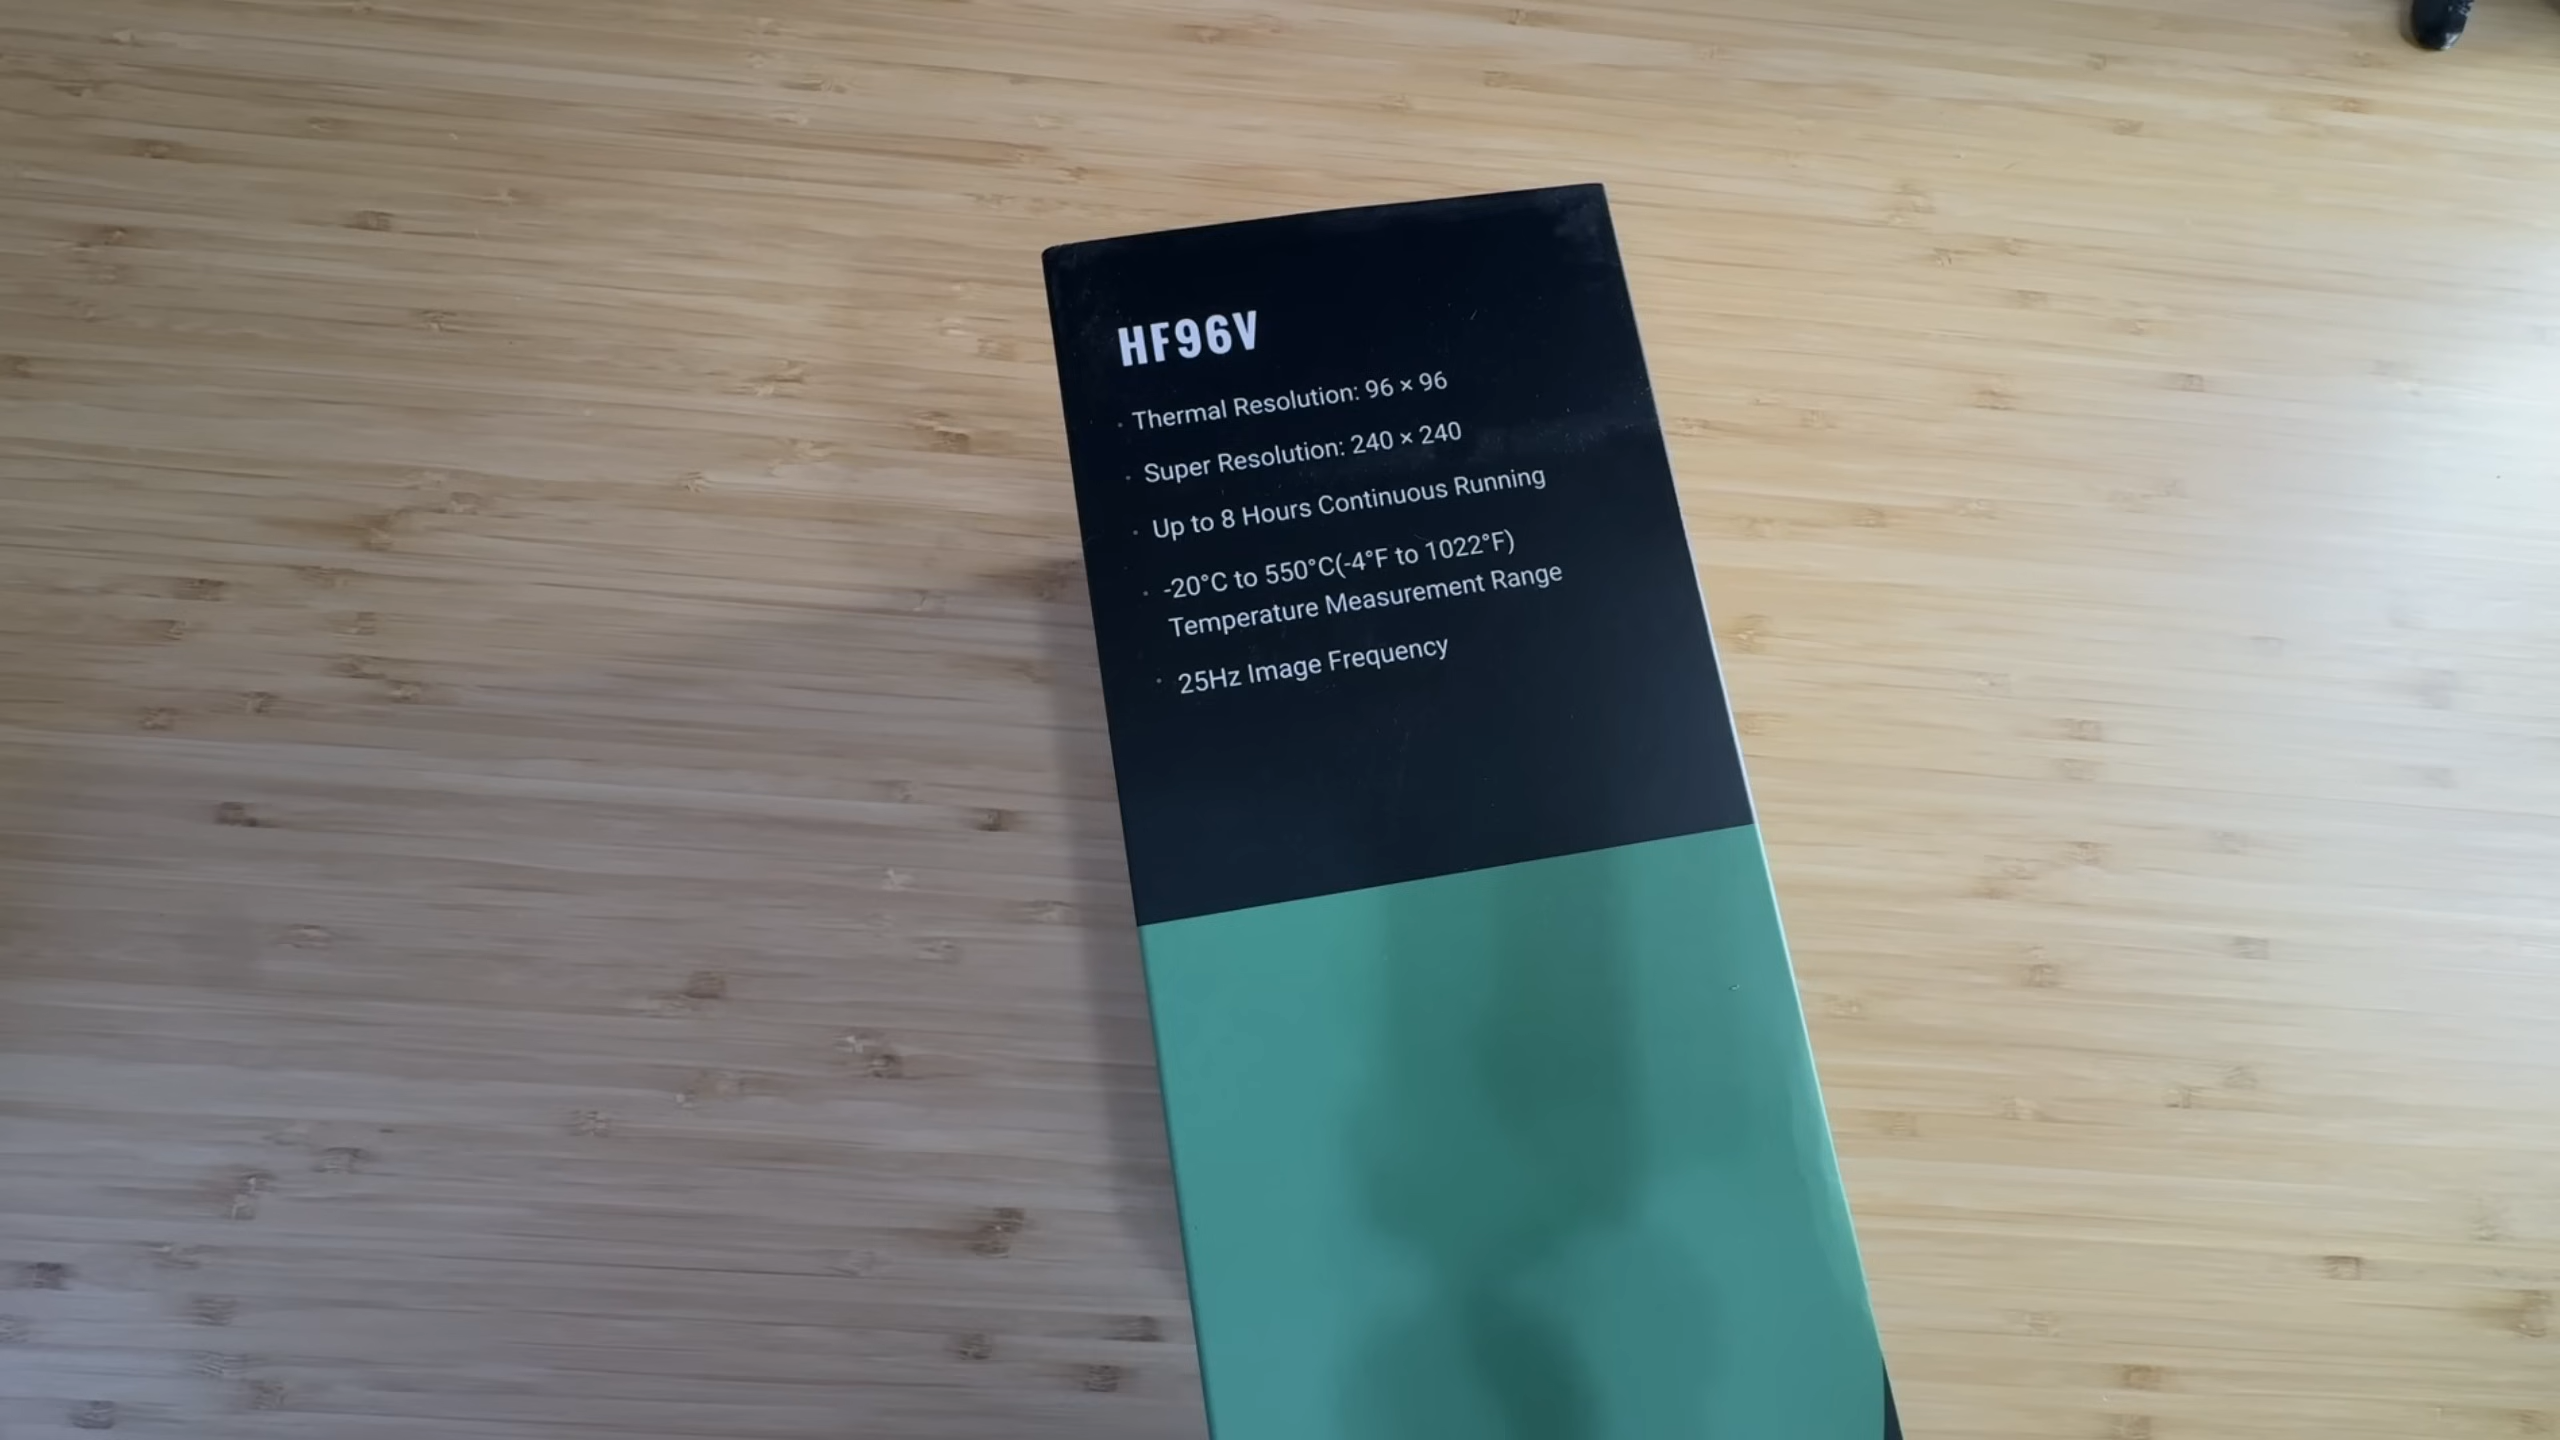 HF96V
· Thermal Resolution: 96 × 96
· Super Resolution: 240 × 240
· Up to 8 Hours Continuous Running
· -20°C to 550°C(-4°F to 1022°F)
Temperature Measurement Range
· 25Hz Image Frequency